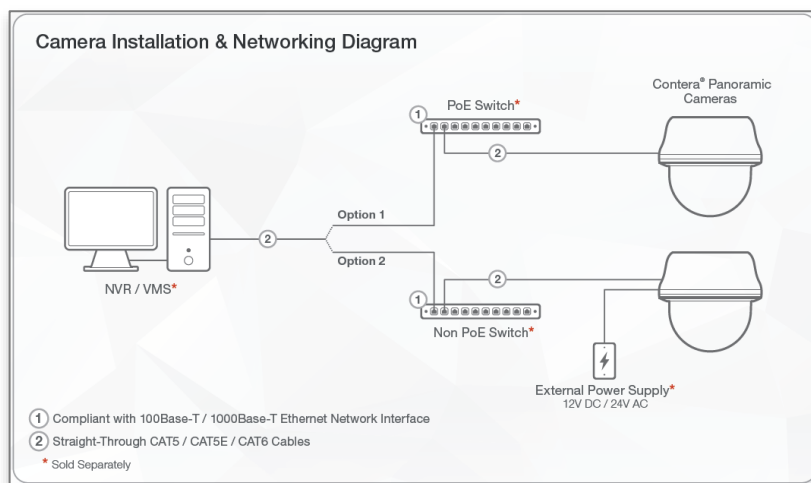 Camera Installation & Networking Diagram
PoE Switch*
Contera® Panoramic
Cameras
1
2
Option 1
2
Option 2
NVR / VMS*
2
1
Non PoE Switch*
External Power Supply*
12V DC / 24V AC
1 Compliant with 100Base-T / 1000Base-T Ethernet Network Interface
2 Straight-Through CAT5 / CAT5E / CAT6 Cables
* Sold Separately